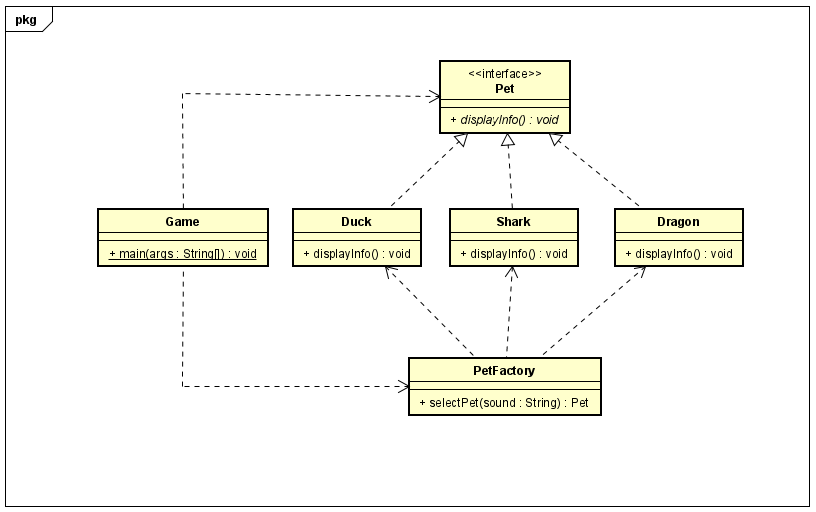 pkg
<<interface>>
Pet
+ displayInfo() : void
Game
+ main(args : String[]) : void
Duck
+ displayInfo() : void
Shark
+ displayInfo() : void
Dragon
+ displayInfo() : void
PetFactory
+ selectPet(sound : String) : Pet